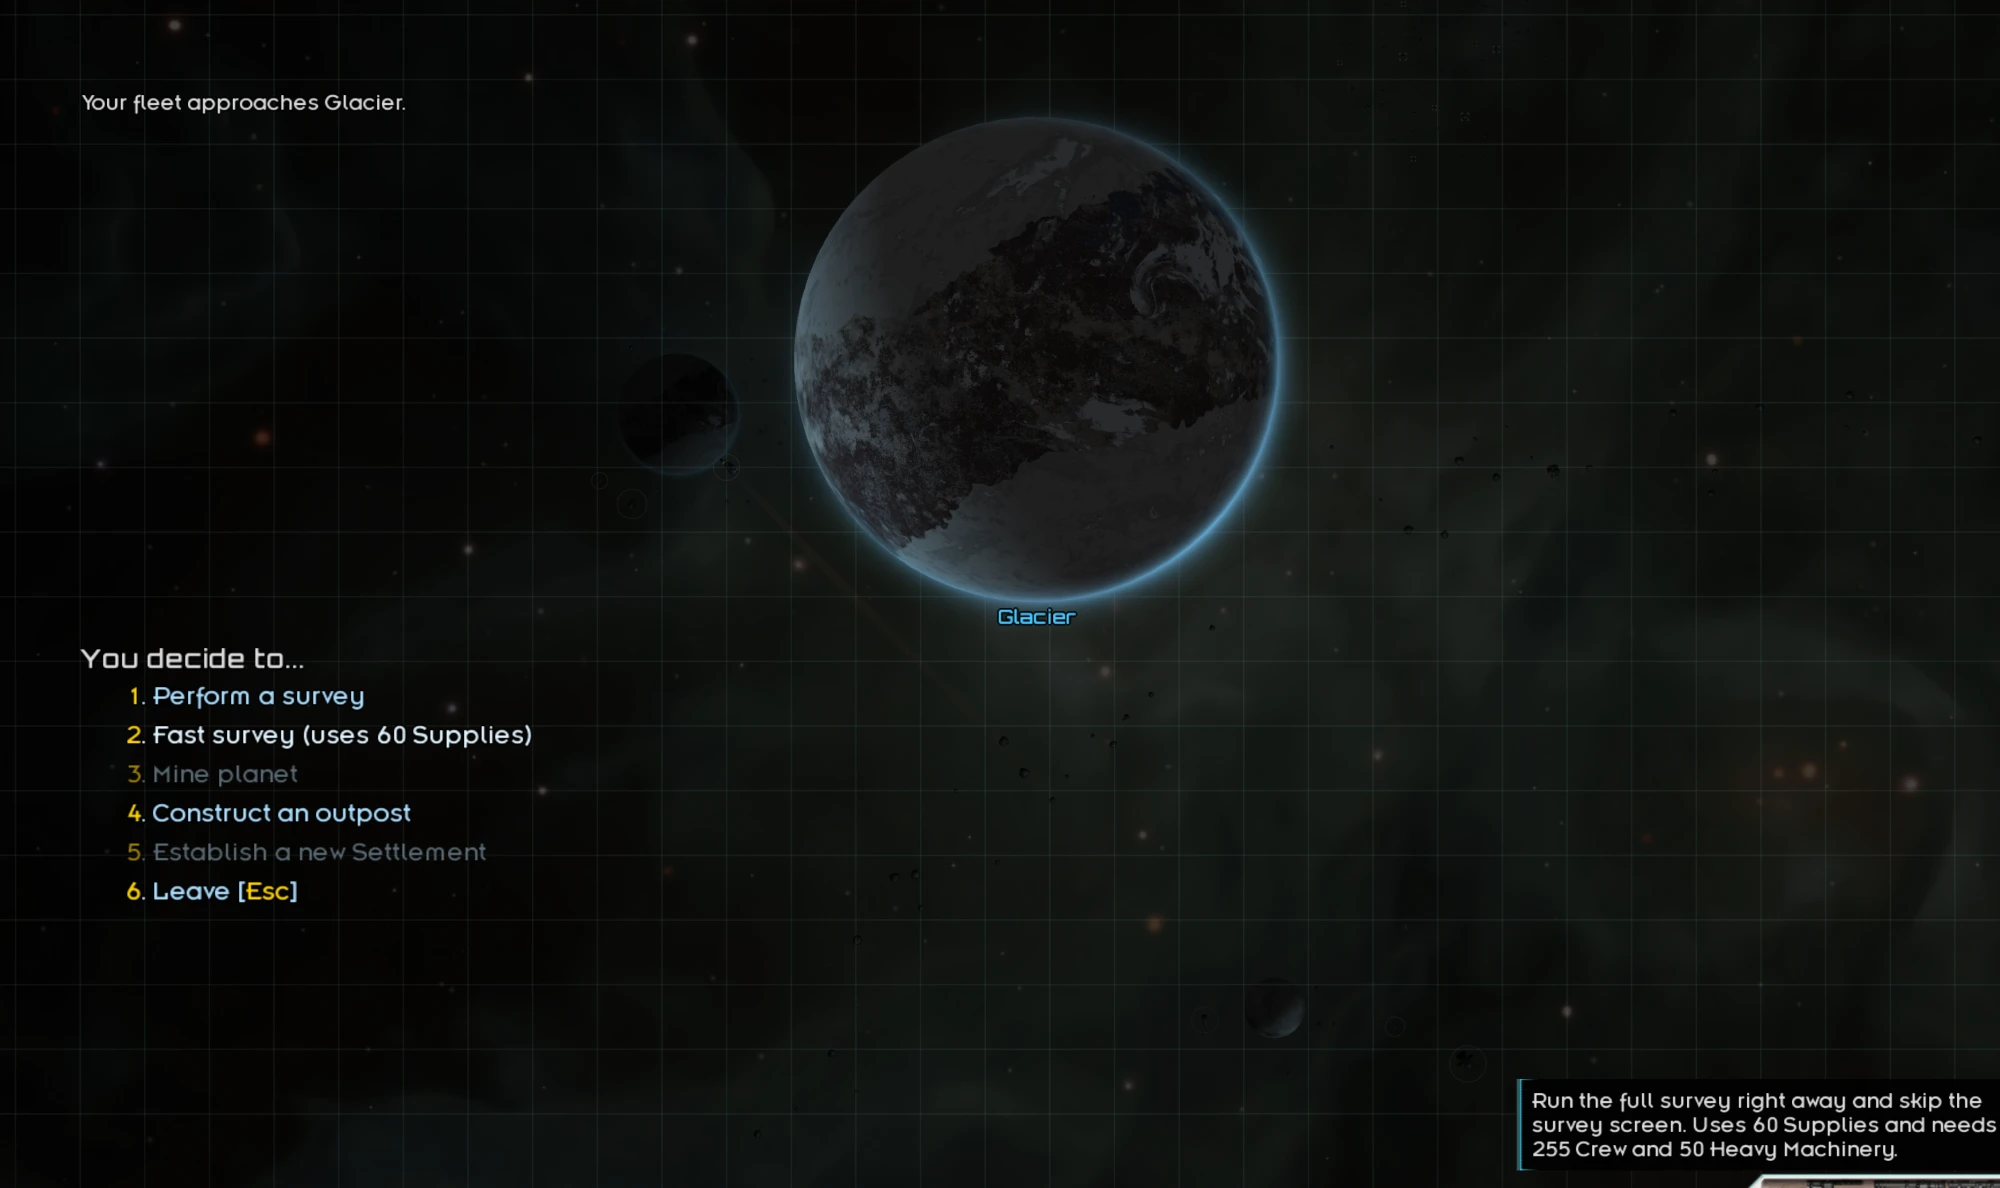 Your fleet approaches Glacier.
Glacier
You decide to...
1. Perform a survey
2. Fast survey (uses 60 Supplies)
3. Mine planet
4. Construct an outpost
5. Establish a new Settlement
6. Leave [Esc]
Run the full survey right away and skip the
survey screen. Uses 60 Supplies and needs
255 Crew and 50 Heavy Machinery.